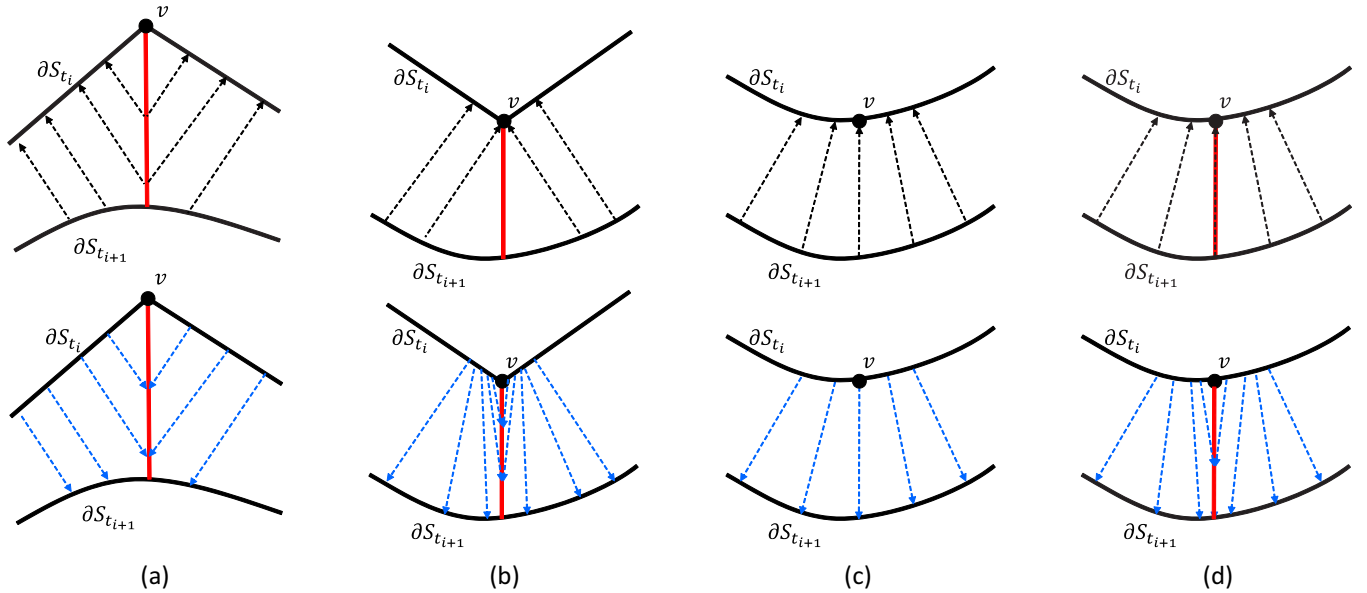 v
∂S_{t_i}
∂S_{t_{i+1}}
v
∂S_{t_i}
∂S_{t_{i+1}}
∂S_{t_i}
v
∂S_{t_{i+1}}
∂S_{t_i}
v
∂S_{t_{i+1}}
v
∂S_{t_i}
∂S_{t_{i+1}}
∂S_{t_i}
v
∂S_{t_{i+1}}
∂S_{t_i}
v
∂S_{t_{i+1}}
∂S_{t_i}
v
∂S_{t_{i+1}}
(a) (b) (c) (d)